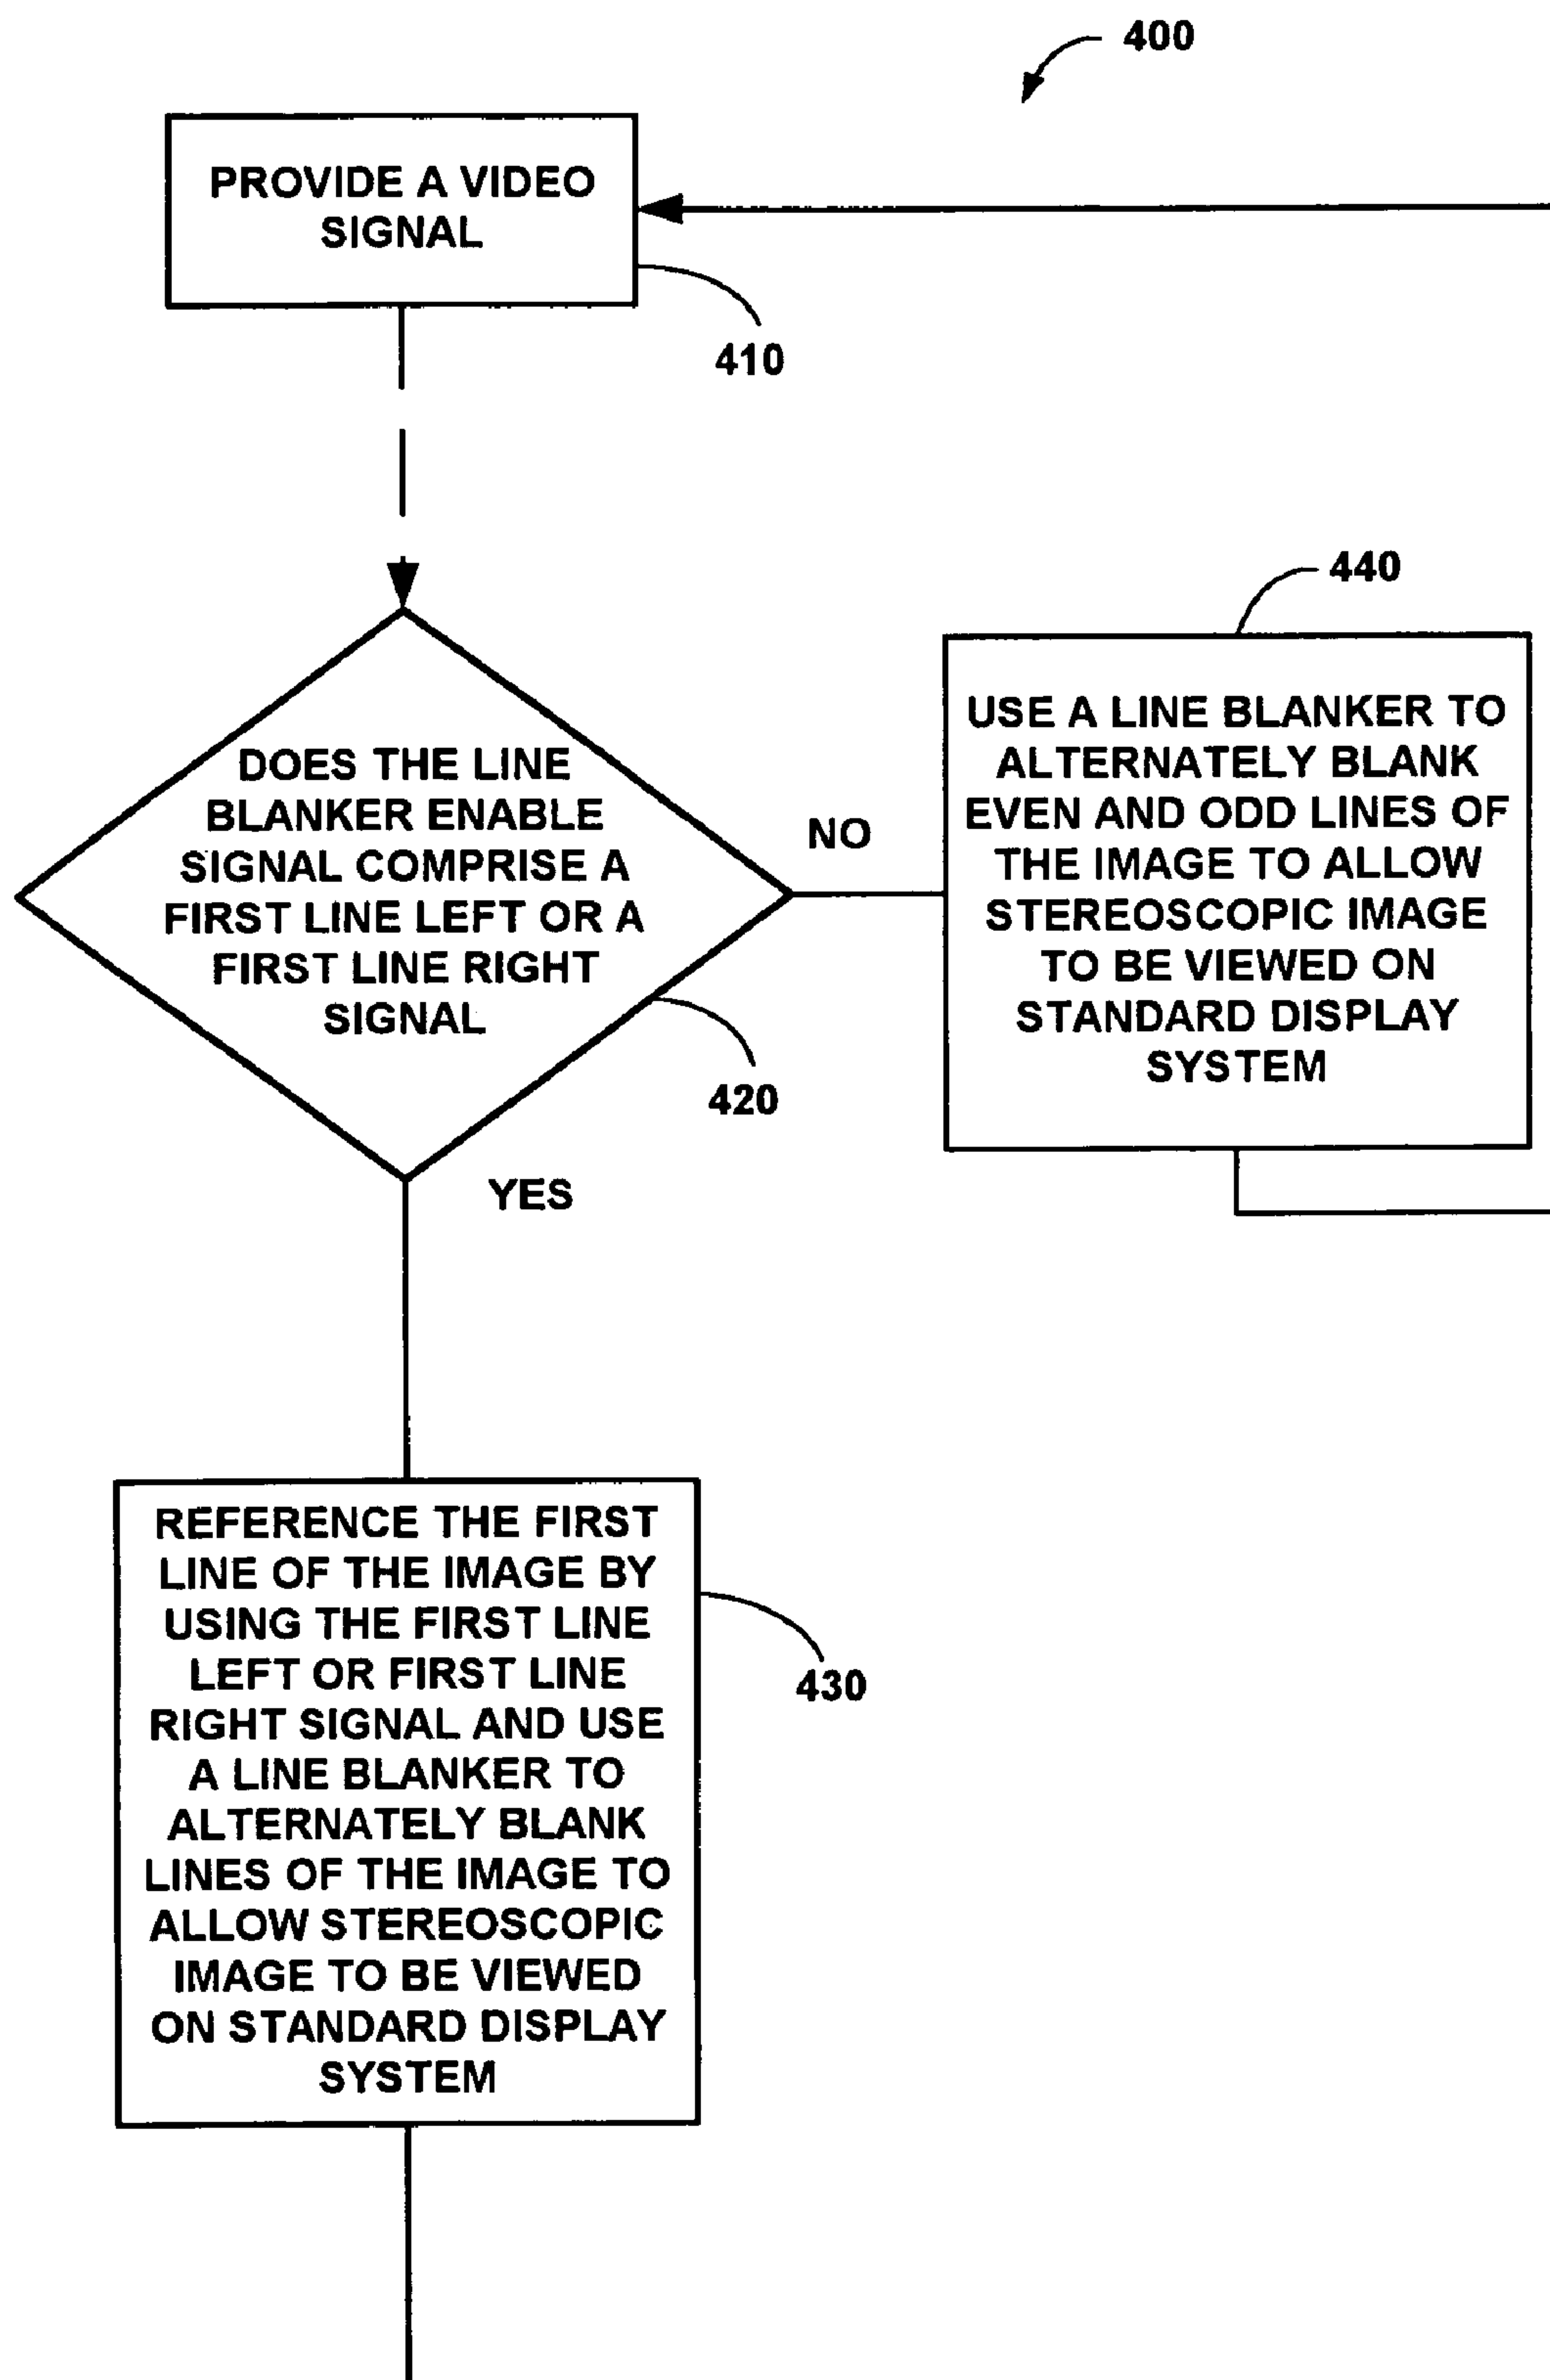 400
PROVIDE A VIDEO
SIGNAL
410
DOES THE LINE
BLANKER ENABLE
SIGNAL COMPRISE A
FIRST LINE LEFT OR A
FIRST LINE RIGHT
SIGNAL
420
NO
440
USE A LINE BLANKER TO
ALTERNATELY BLANK
EVEN AND ODD LINES OF
THE IMAGE TO ALLOW
STEREOSCOPIC IMAGE
TO BE VIEWED ON
STANDARD DISPLAY
SYSTEM
YES
REFERENCE THE FIRST
LINE OF THE IMAGE BY
USING THE FIRST LINE
LEFT OR FIRST LINE
RIGHT SIGNAL AND USE
A LINE BLANKER TO
ALTERNATELY BLANK
LINES OF THE IMAGE TO
ALLOW STEREOSCOPIC
IMAGE TO BE VIEWED
ON STANDARD DISPLAY
SYSTEM
430